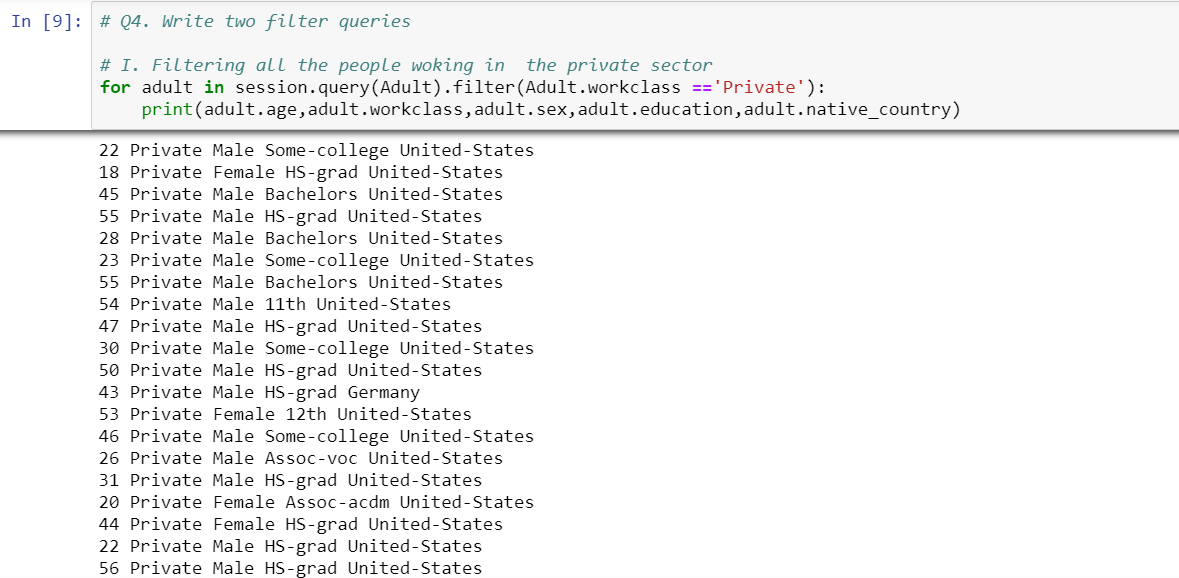 In [9]: # Q4. Write two filter queries
# I. Filtering all the people woking in  the private sector
for adult in session.query(Adult).filter(Adult.workclass =='Private'):
    print(adult.age,adult.workclass,adult.sex,adult.education,adult.native_country)
22 Private Male Some-college United-States
18 Private Female HS-grad United-States
45 Private Male Bachelors United-States
55 Private Male HS-grad United-States
28 Private Male Bachelors United-States
23 Private Male Some-college United-States
55 Private Male Bachelors United-States
54 Private Male 11th United-States
47 Private Male HS-grad United-States
30 Private Male Some-college United-States
50 Private Male HS-grad United-States
43 Private Male HS-grad Germany
53 Private Female 12th United-States
46 Private Male Some-college United-States
26 Private Male Assoc-voc United-States
31 Private Male HS-grad United-States
20 Private Female Assoc-acdm United-States
44 Private Female HS-grad United-States
22 Private Male HS-grad United-States
56 Private Male HS-grad United-States